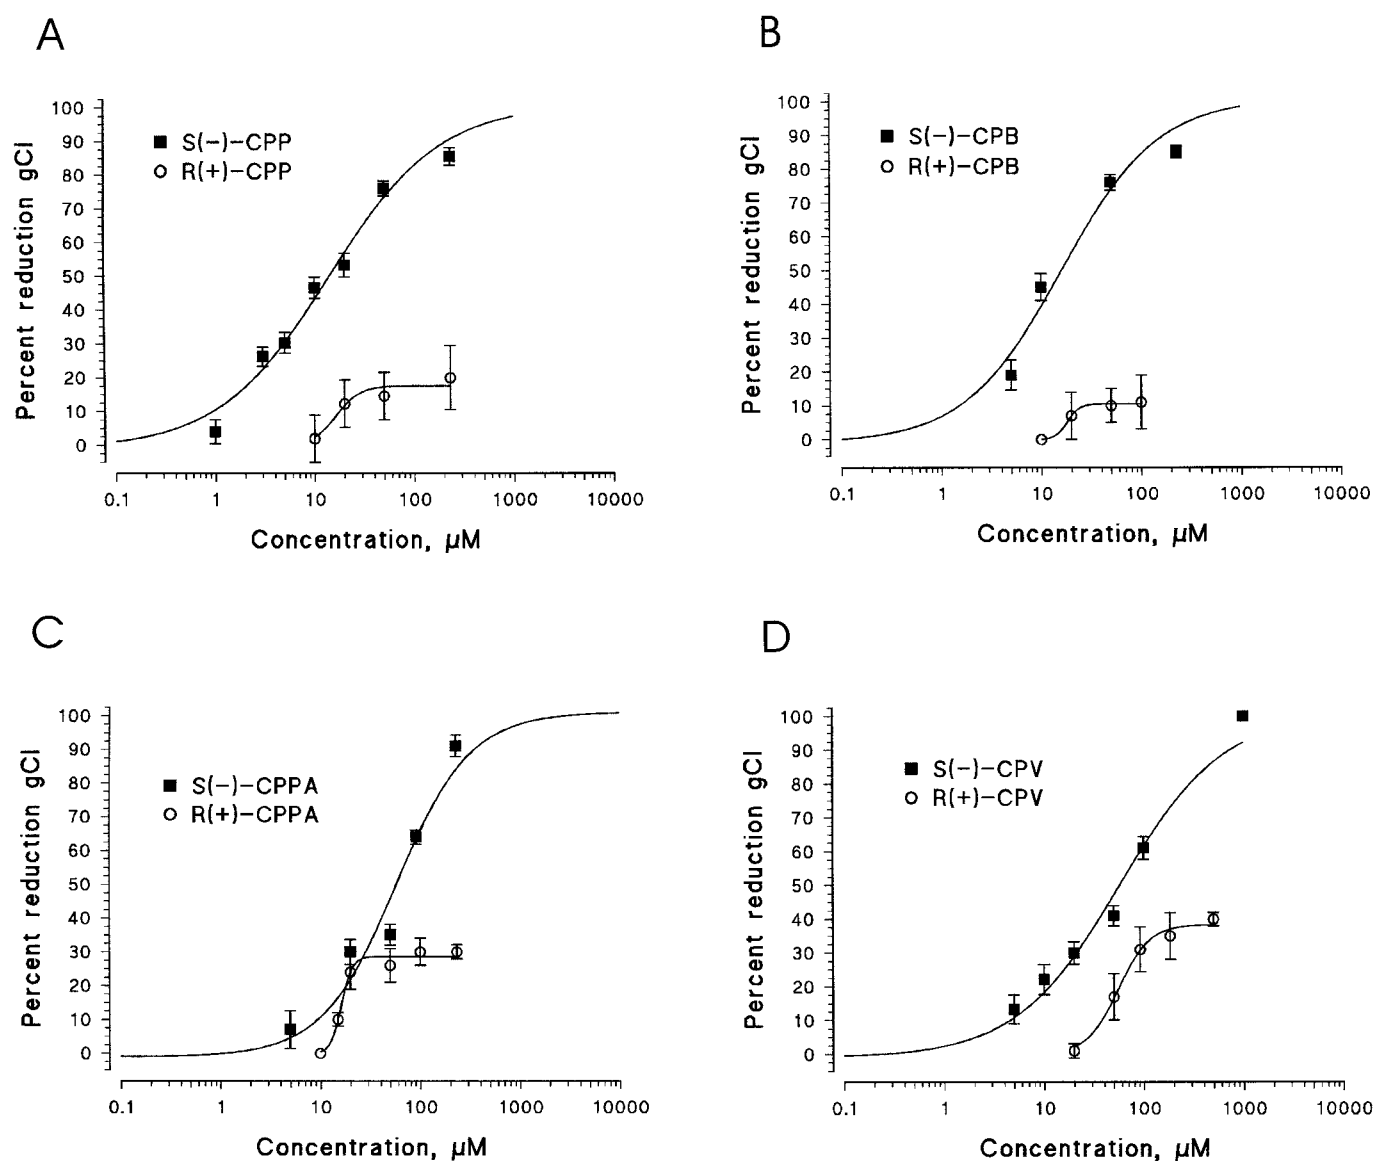 A
S(-)-CPP
R(+)-CPP
Percent reduction gCl
100
90
80
70
60
50
40
30
20
10
0
0.1 1 10 100 1000 10000
Concentration, µM
B
S(-)-CPB
R(+)-CPB
Percent reduction gCl
100
90
80
70
60
50
40
30
20
10
0
0.1 1 10 100 1000 10000
Concentration, µM
C
S(-)-CPPA
R(+)-CPPA
Percent reduction gCl
100
90
80
70
60
50
40
30
20
10
0
0.1 1 10 100 1000 10000
Concentration, µM
D
S(-)-CPV
R(+)-CPV
Percent reduction gCl
100
90
80
70
60
50
40
30
20
10
0
0.1 1 10 100 1000 10000
Concentration, µM